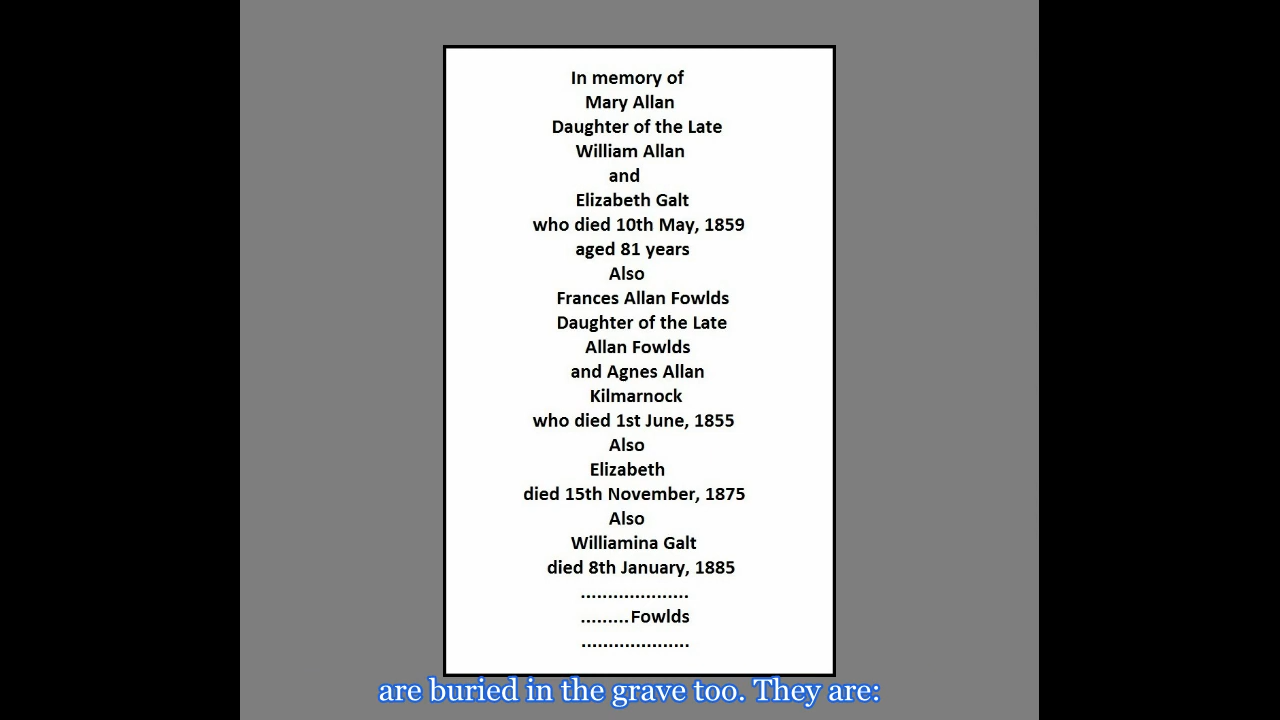 In memory of
Mary Allan
Daughter of the Late
William Allan
and
Elizabeth Galt
who died 10th May, 1859
aged 81 years
Also
Frances Allan Fowlds
Daughter of the Late
Allan Fowlds
and Agnes Allan
Kilmarnock
who died 1st June, 1855
Also
Elizabeth
died 15th November, 1875
Also
Williamina Galt
died 8th January, 1885
....................
.........Fowlds
....................
are buried in the grave too. They are: